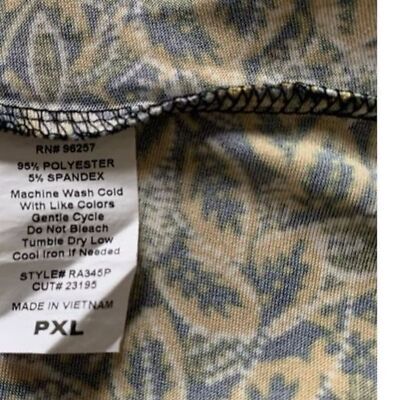 RN# 96257
95% POLYESTER
5% SPANDEX
Machine Wash Cold
With Like Colors
Gentle Cycle
Do Not Bleach
Tumble Dry Low
Cool Iron if Needed
STYLE# RA345P
CUT# 23195
MADE IN VIETNAM
PXL